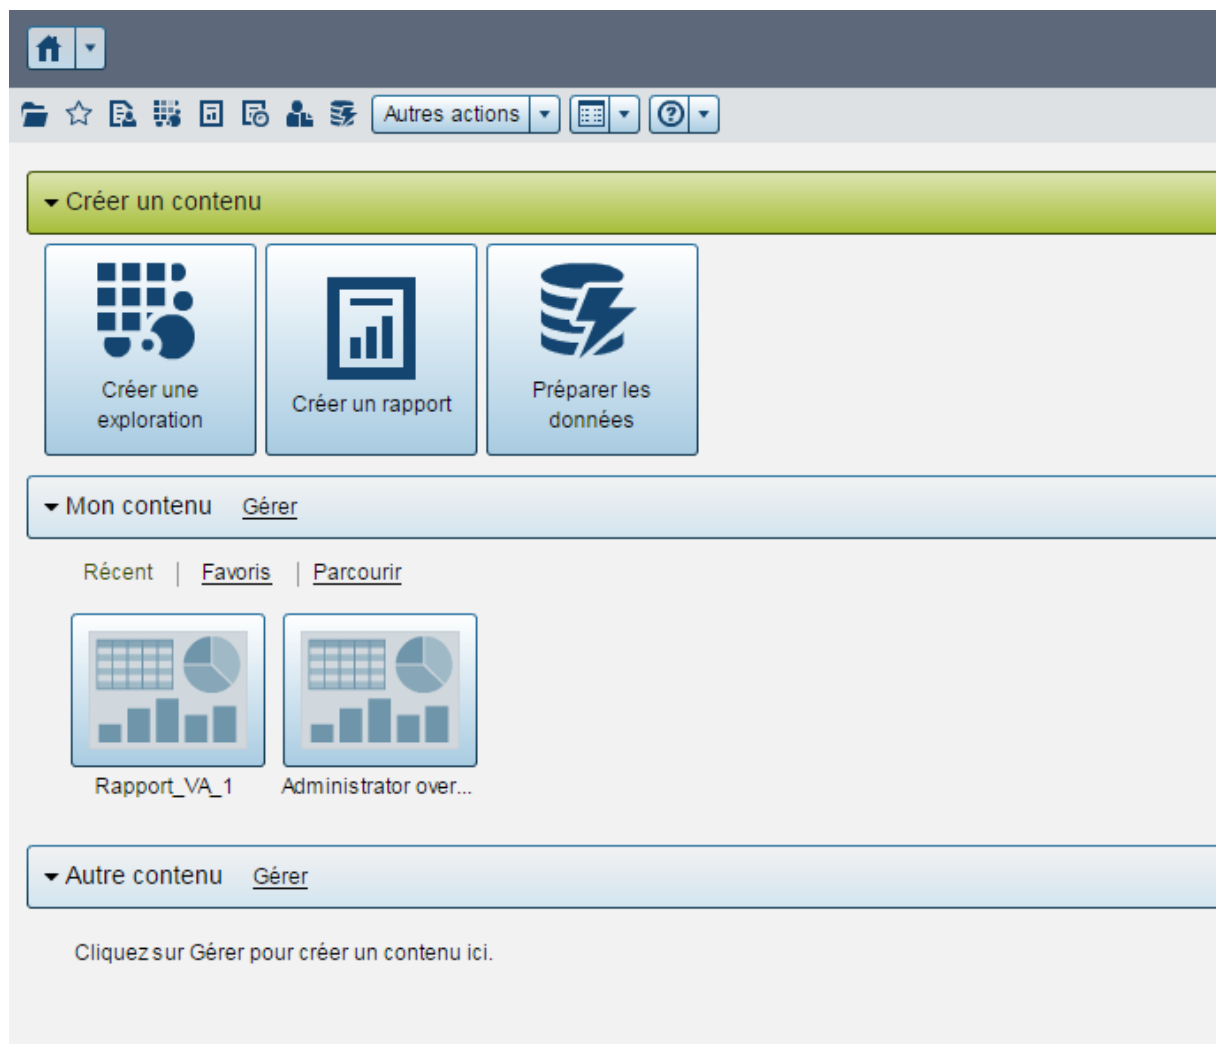 Autres actions
Créer un contenu
Créer une
exploration
Créer un rapport
Préparer les
données
Mon contenu Gérer
Récent | Favoris | Parcourir
Rapport_VA_1
Administrator over...
Autre contenu Gérer
Cliquez sur Gérer pour créer un contenu ici.